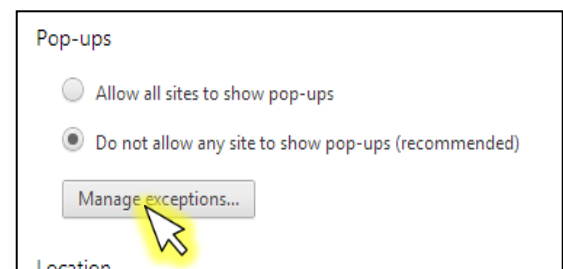 Pop-ups
Allow all sites to show pop-ups
Do not allow any site to show pop-ups (recommended)
Manage exceptions...
Location